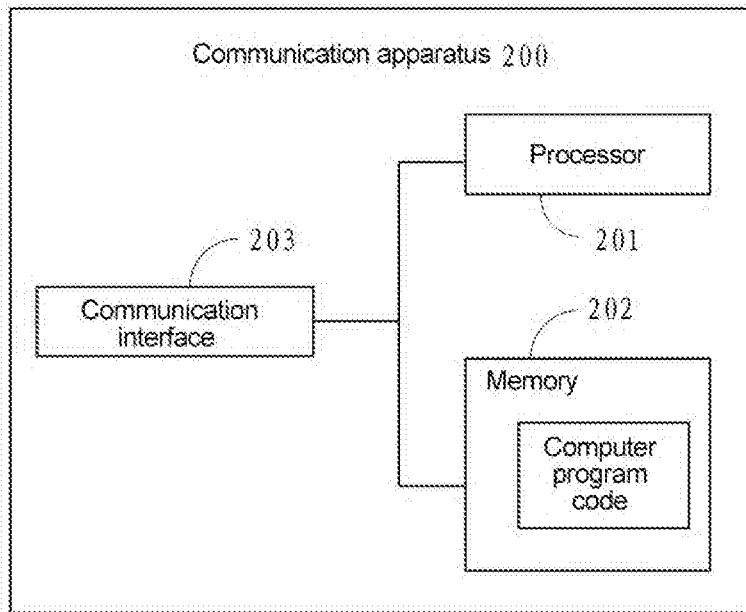 Communication apparatus 200
Processor
201
203
Communication
interface
202
Memory
Computer
program
code